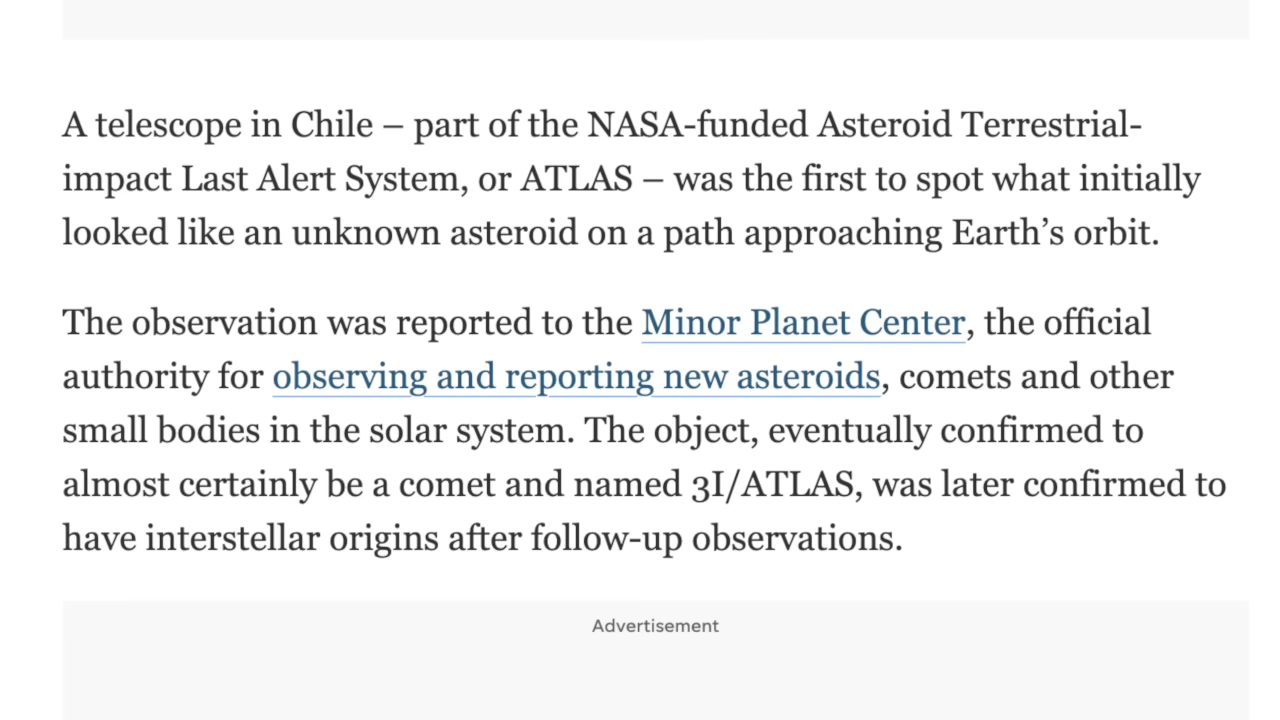 A telescope in Chile – part of the NASA-funded Asteroid Terrestrial-
impact Last Alert System, or ATLAS – was the first to spot what initially
looked like an unknown asteroid on a path approaching Earth’s orbit.
The observation was reported to the Minor Planet Center, the official
authority for observing and reporting new asteroids, comets and other
small bodies in the solar system. The object, eventually confirmed to
almost certainly be a comet and named 3I/ATLAS, was later confirmed to
have interstellar origins after follow-up observations.
Advertisement